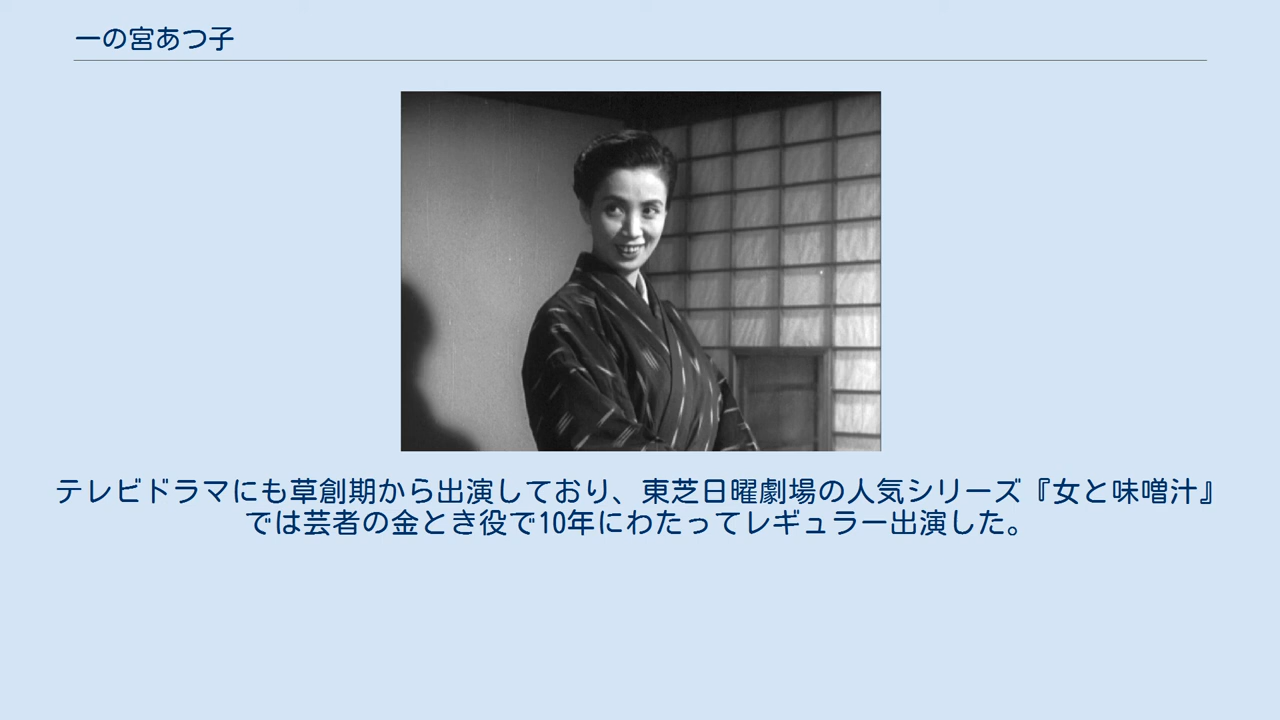 一の宮あつ子
テレビドラマにも草創期から出演しており、東芝日曜劇場の人気シリーズ『女と味噌汁』
では芸者の金とき役で10年にわたってレギュラー出演した。